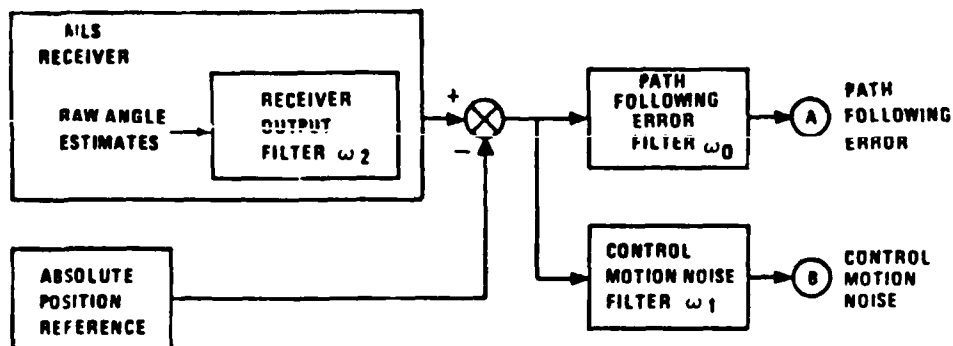 MLS
RECEIVER
RAW ANGLE
ESTIMATES
RECEIVER
OUTPUT
FILTER ω2
+
−
PATH
FOLLOWING
ERROR
FILTER ω0
A
PATH
FOLLOWING
ERROR
ABSOLUTE
POSITION
REFERENCE
CONTROL
MOTION NOISE
FILTER ω1
B
CONTROL
MOTION
NOISE